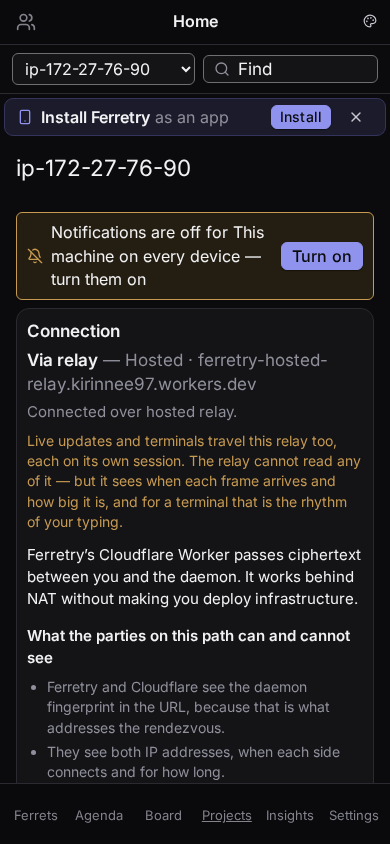 Home
ip-172-27-76-90
Find
Install Ferretry as an app
Install
ip-172-27-76-90
Notifications are off for This
machine on every device —
turn them on
Turn on
Connection
Via relay — Hosted · ferretry-hosted-
relay.kirinnee97.workers.dev
Connected over hosted relay.
Live updates and terminals travel this relay too,
each on its own session. The relay cannot read any
of it — but it sees when each frame arrives and
how big it is, and for a terminal that is the rhythm
of your typing.
Ferretry’s Cloudflare Worker passes ciphertext
between you and the daemon. It works behind
NAT without making you deploy infrastructure.
What the parties on this path can and cannot
see
• Ferretry and Cloudflare see the daemon
fingerprint in the URL, because that is what
addresses the rendezvous.
• They see both IP addresses, when each side
connects and for how long.
Ferrets Agenda Board Projects Insights Settings